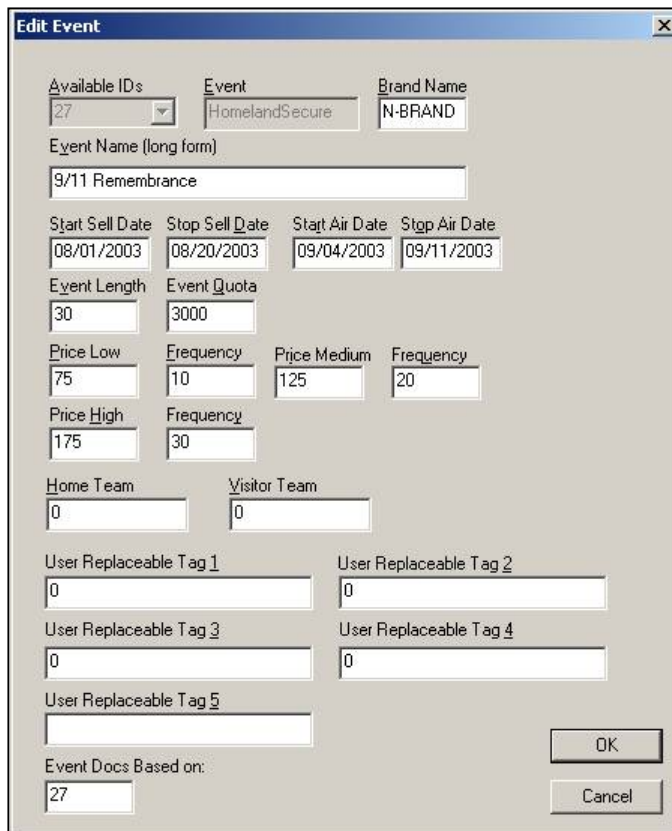 Edit Event
Available IDs Event Brand Name
27 HomelandSecure N-BRAND
Event Name (long form)
9/11 Remembrance
Start Sell Date Stop Sell Date Start Air Date Stop Air Date
08/01/2003 08/20/2003 09/04/2003 09/11/2003
Event Length Event Quota
30 3000
Price Low Frequency Price Medium Frequency
75 10 125 20
Price High Frequency
175 30
Home Team Visitor Team
0 0
User Replaceable Tag 1 User Replaceable Tag 2
0 0
User Replaceable Tag 3 User Replaceable Tag 4
0 0
User Replaceable Tag 5
OK
Event Docs Based on:
27
Cancel